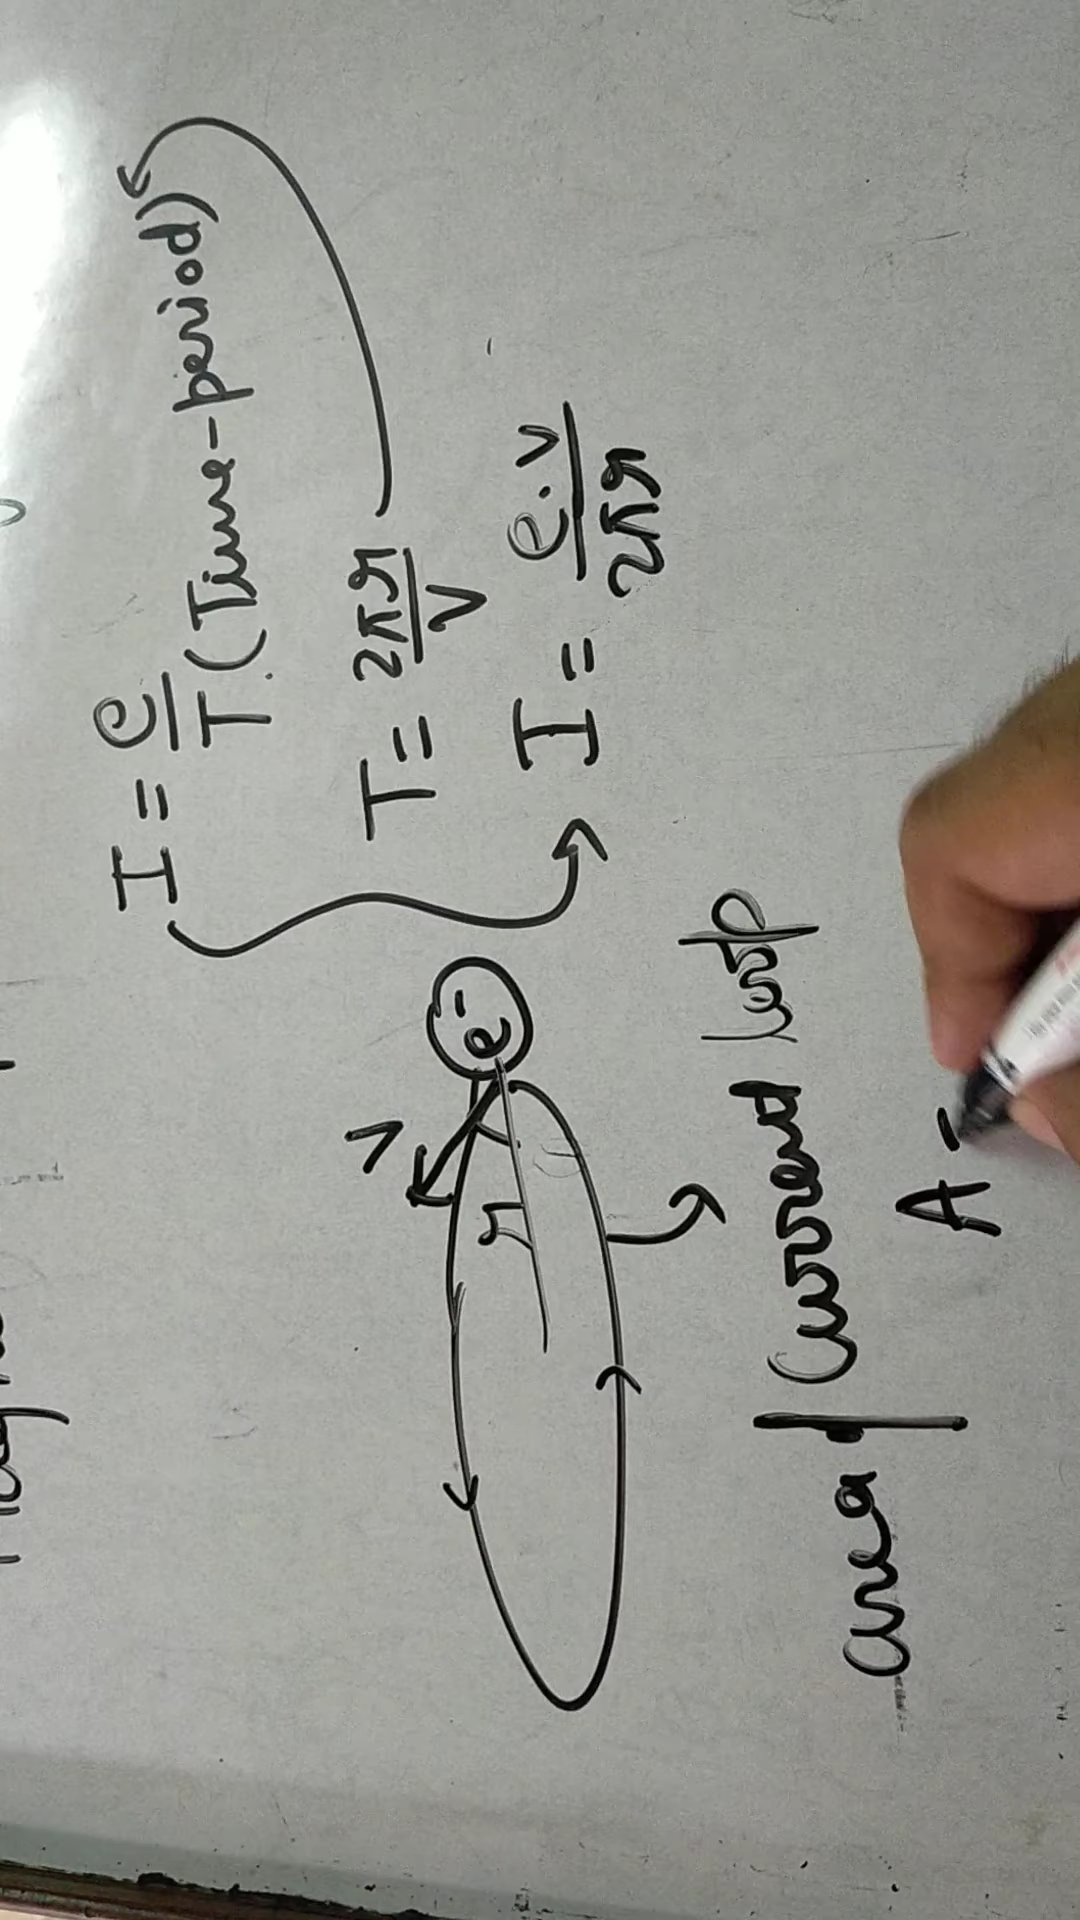 I = e/T (Time-period)
T = 2πr/v
I = e.v/2πr
e-
v
r
area | Current loop
A -